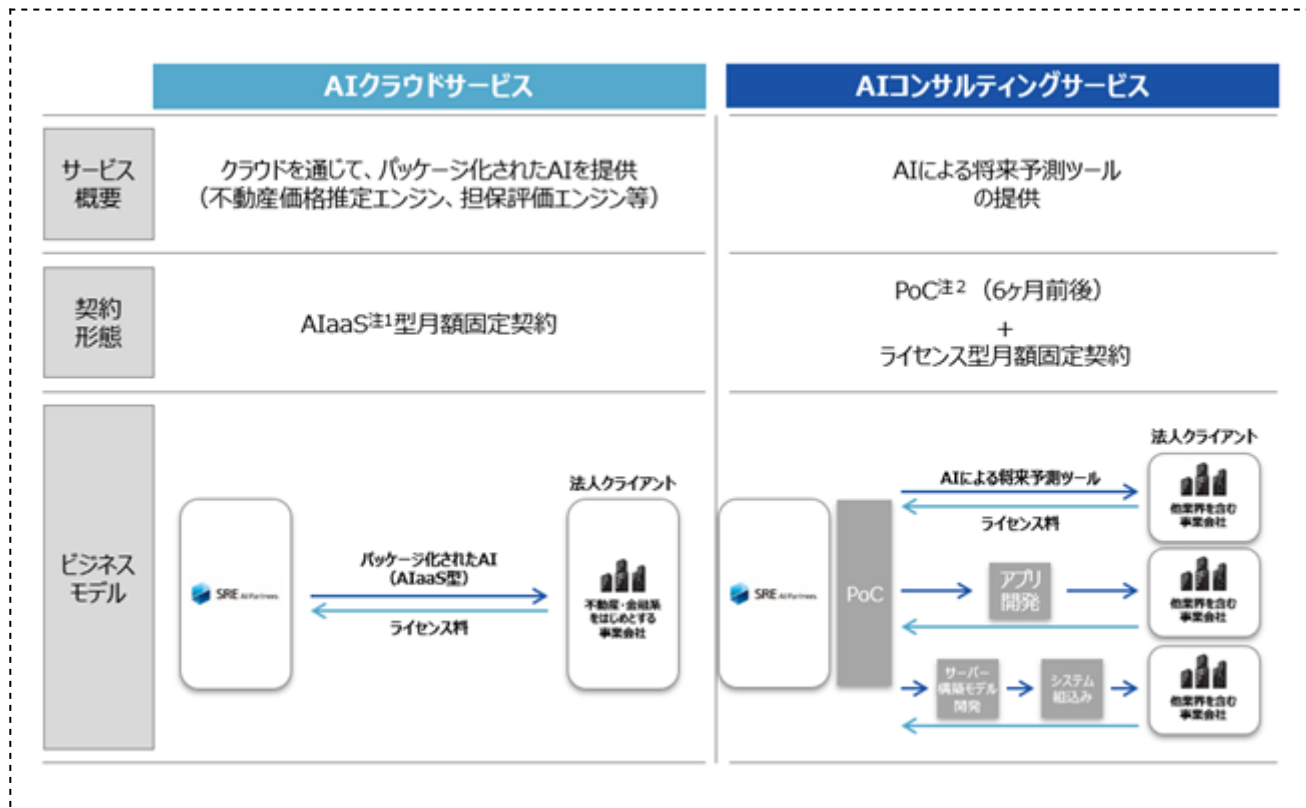 AIクラウドサービス
AIコンサルティングサービス
サービス
概要
クラウドを通じて、パッケージ化されたAIを提供
（不動産価格推定エンジン、担保評価エンジン等）
AIによる将来予測ツール
の提供
契約
形態
AIaaS注1型月額固定契約
PoC注2（6ヶ月前後）
+
ライセンス型月額固定契約
ビジネス
モデル
SRE AI Partners
パッケージ化されたAI
（AIaaS型）
ライセンス料
法人クライアント
不動産・金融業
をはじめとする
事業会社
SRE AI Partners
PoC
AIによる将来予測ツール
ライセンス料
法人クライアント
他業界を含む
事業会社
アプリ
開発
他業界を含む
事業会社
サーバー
構築モデル
開発
システム
組込み
他業界を含む
事業会社